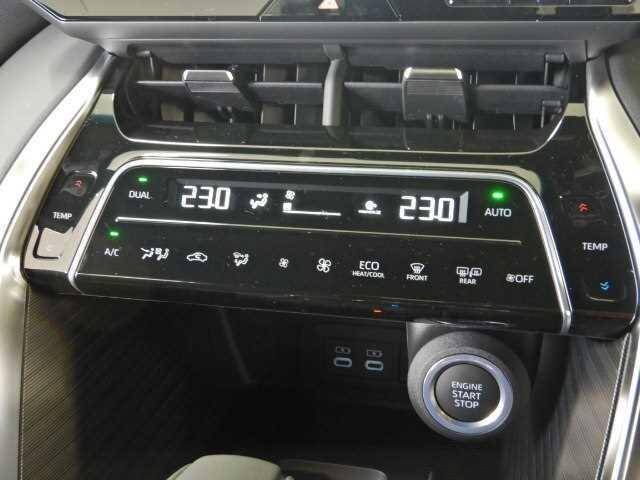 DUAL 23.0 23.0 AUTO
TEMP TEMP
A/C ECO HEAT/COOL FRONT REAR OFF
ENGINE
START
STOP